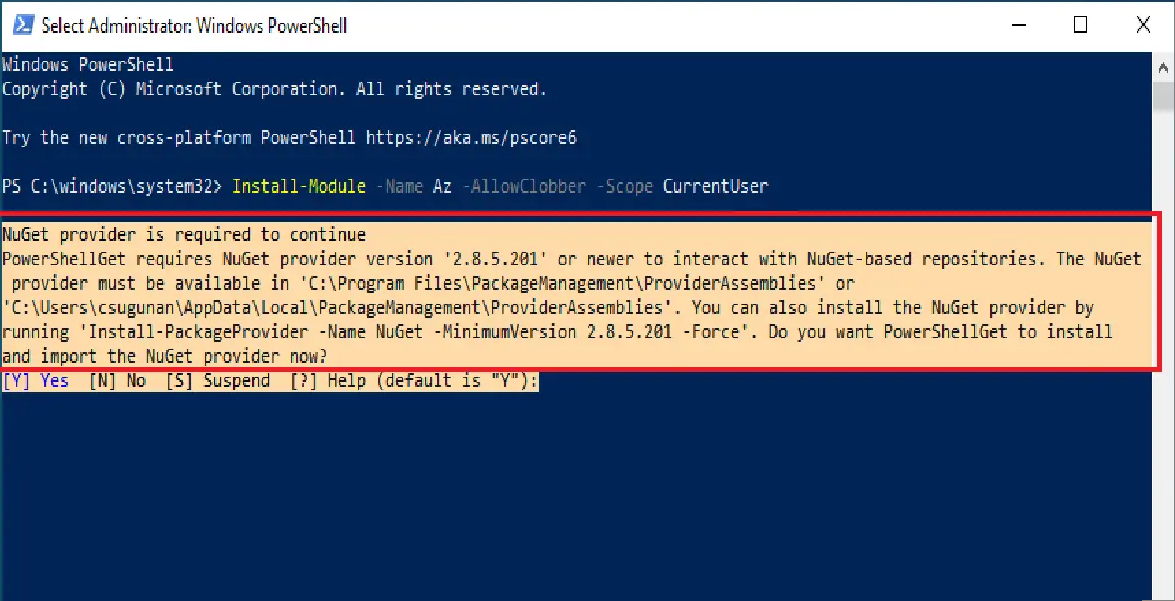 Select Administrator: Windows PowerShell
Windows PowerShell
Copyright (C) Microsoft Corporation. All rights reserved.
Try the new cross-platform PowerShell https://aka.ms/pscore6
PS C:\windows\system32> Install-Module -Name Az -AllowClobber -Scope CurrentUser
NuGet provider is required to continue
PowerShellGet requires NuGet provider version '2.8.5.201' or newer to interact with NuGet-based repositories. The NuGet
provider must be available in 'C:\Program Files\PackageManagement\ProviderAssemblies' or
'C:\Users\csugunan\AppData\Local\PackageManagement\ProviderAssemblies'. You can also install the NuGet provider by
running 'Install-PackageProvider -Name NuGet -MinimumVersion 2.8.5.201 -Force'. Do you want PowerShellGet to install
and import the NuGet provider now?
[Y] Yes  [N] No  [S] Suspend  [?] Help (default is "Y"):